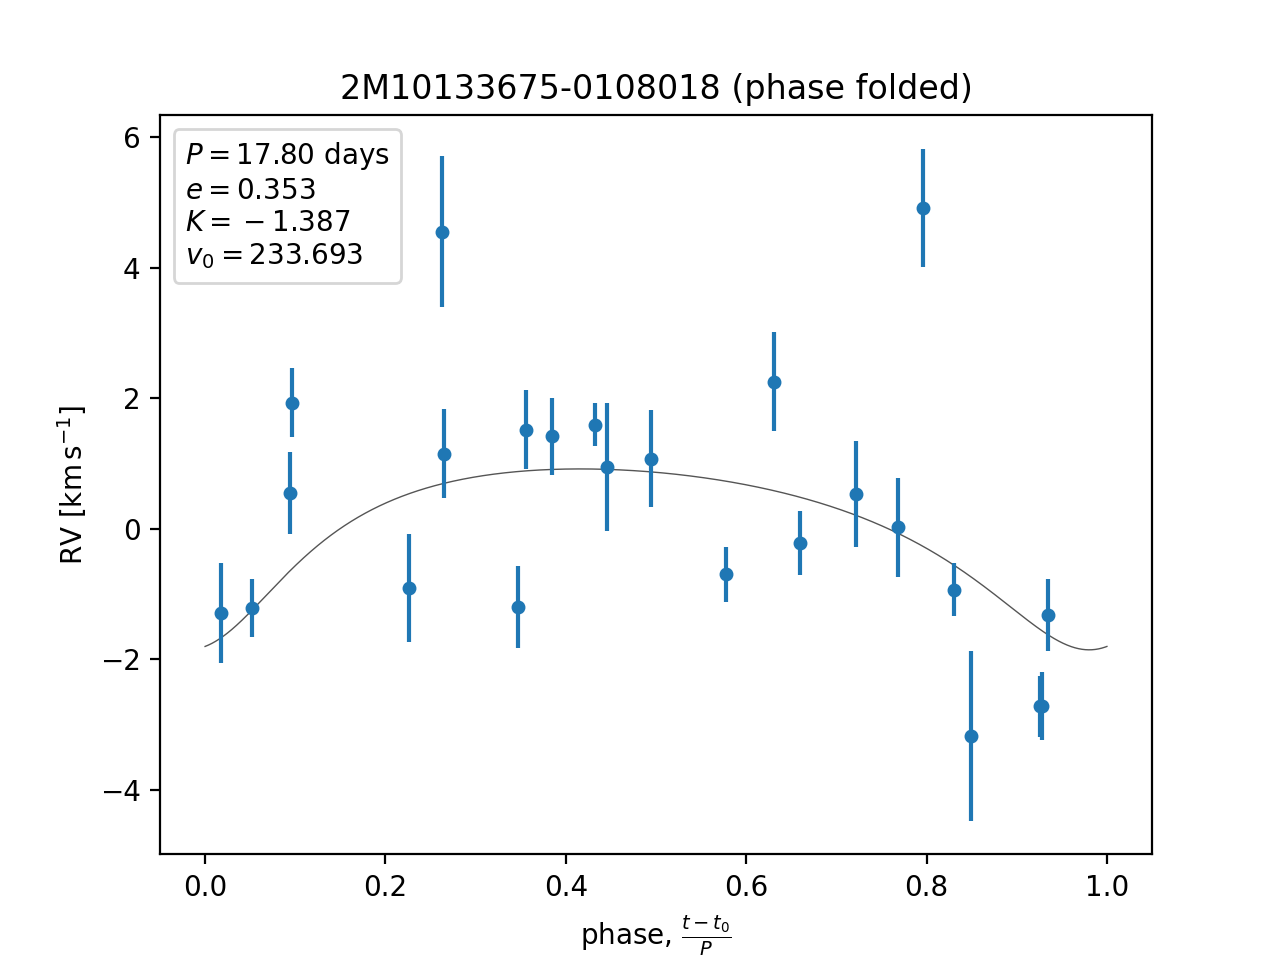 2M10133675-0108018 (phase folded)
P = 17.80 days
e = 0.353
K = −1.387
v₀ = 233.693
RV [km s⁻¹]
6
4
2
0
−2
−4
0.0 0.2 0.4 0.6 0.8 1.0
phase, (t − t₀)/P